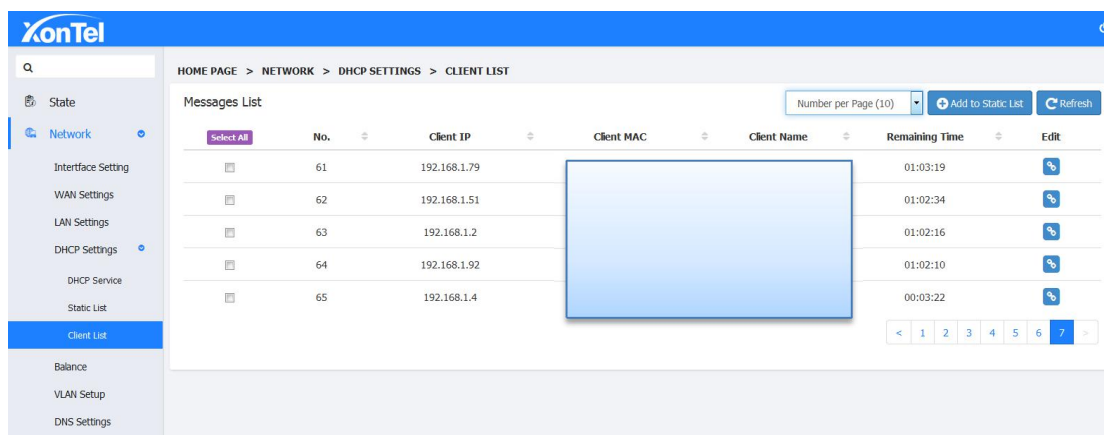 XonTel
HOME PAGE > NETWORK > DHCP SETTINGS > CLIENT LIST
State
Network
Intertface Setting
WAN Settings
LAN Settings
DHCP Settings
DHCP Service
Static List
Client List
Balance
VLAN Setup
DNS Settings
Messages List
Number per Page (10) Add to Static List Refresh
Select All No. Client IP Client MAC Client Name Remaining Time Edit
61 192.168.1.79 01:03:19
62 192.168.1.51 01:02:34
63 192.168.1.2 01:02:16
64 192.168.1.92 01:02:10
65 192.168.1.4 00:03:22
< 1 2 3 4 5 6 7 >